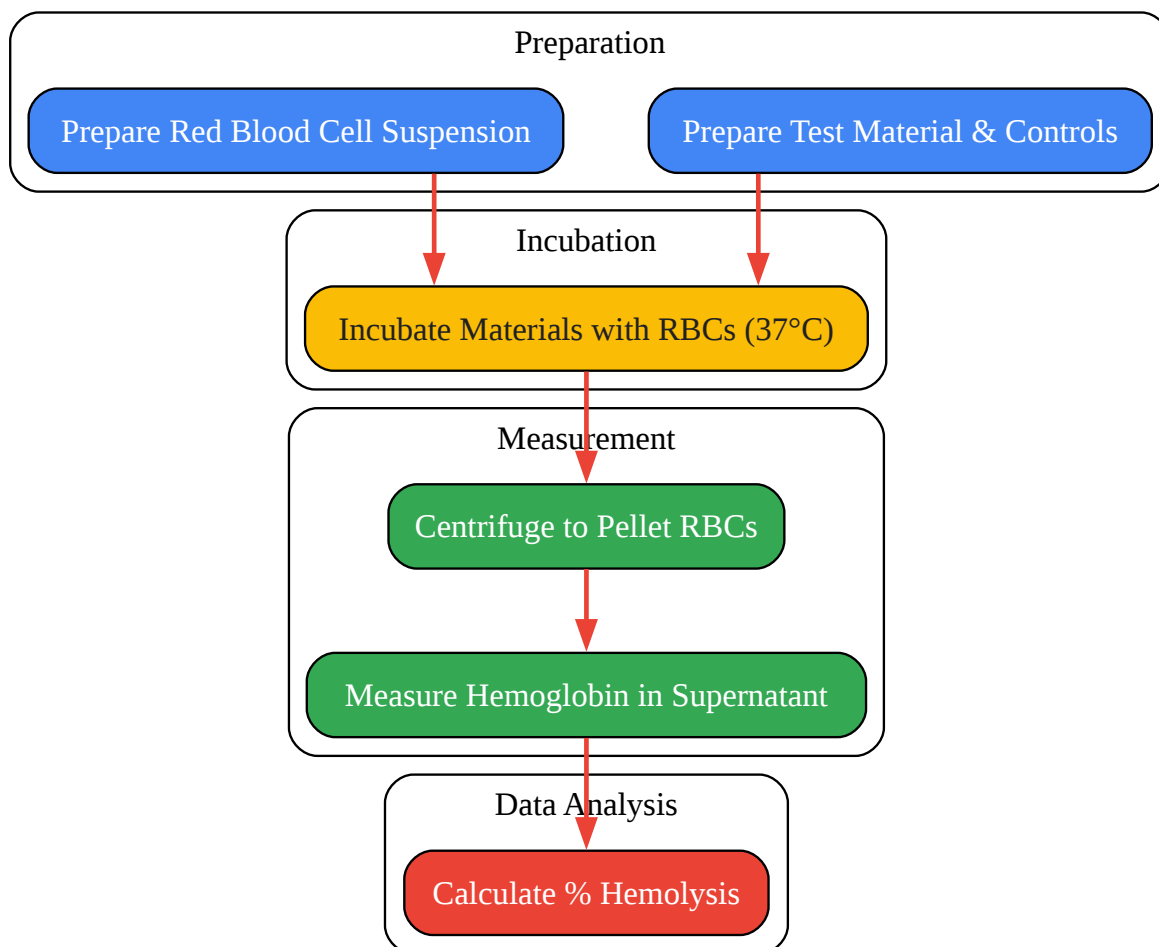 Preparation
Prepare Red Blood Cell Suspension
Prepare Test Material & Controls
Incubation
Incubate Materials with RBCs (37°C)
Measurement
Centrifuge to Pellet RBCs
Measure Hemoglobin in Supernatant
Data Analysis
Calculate % Hemolysis